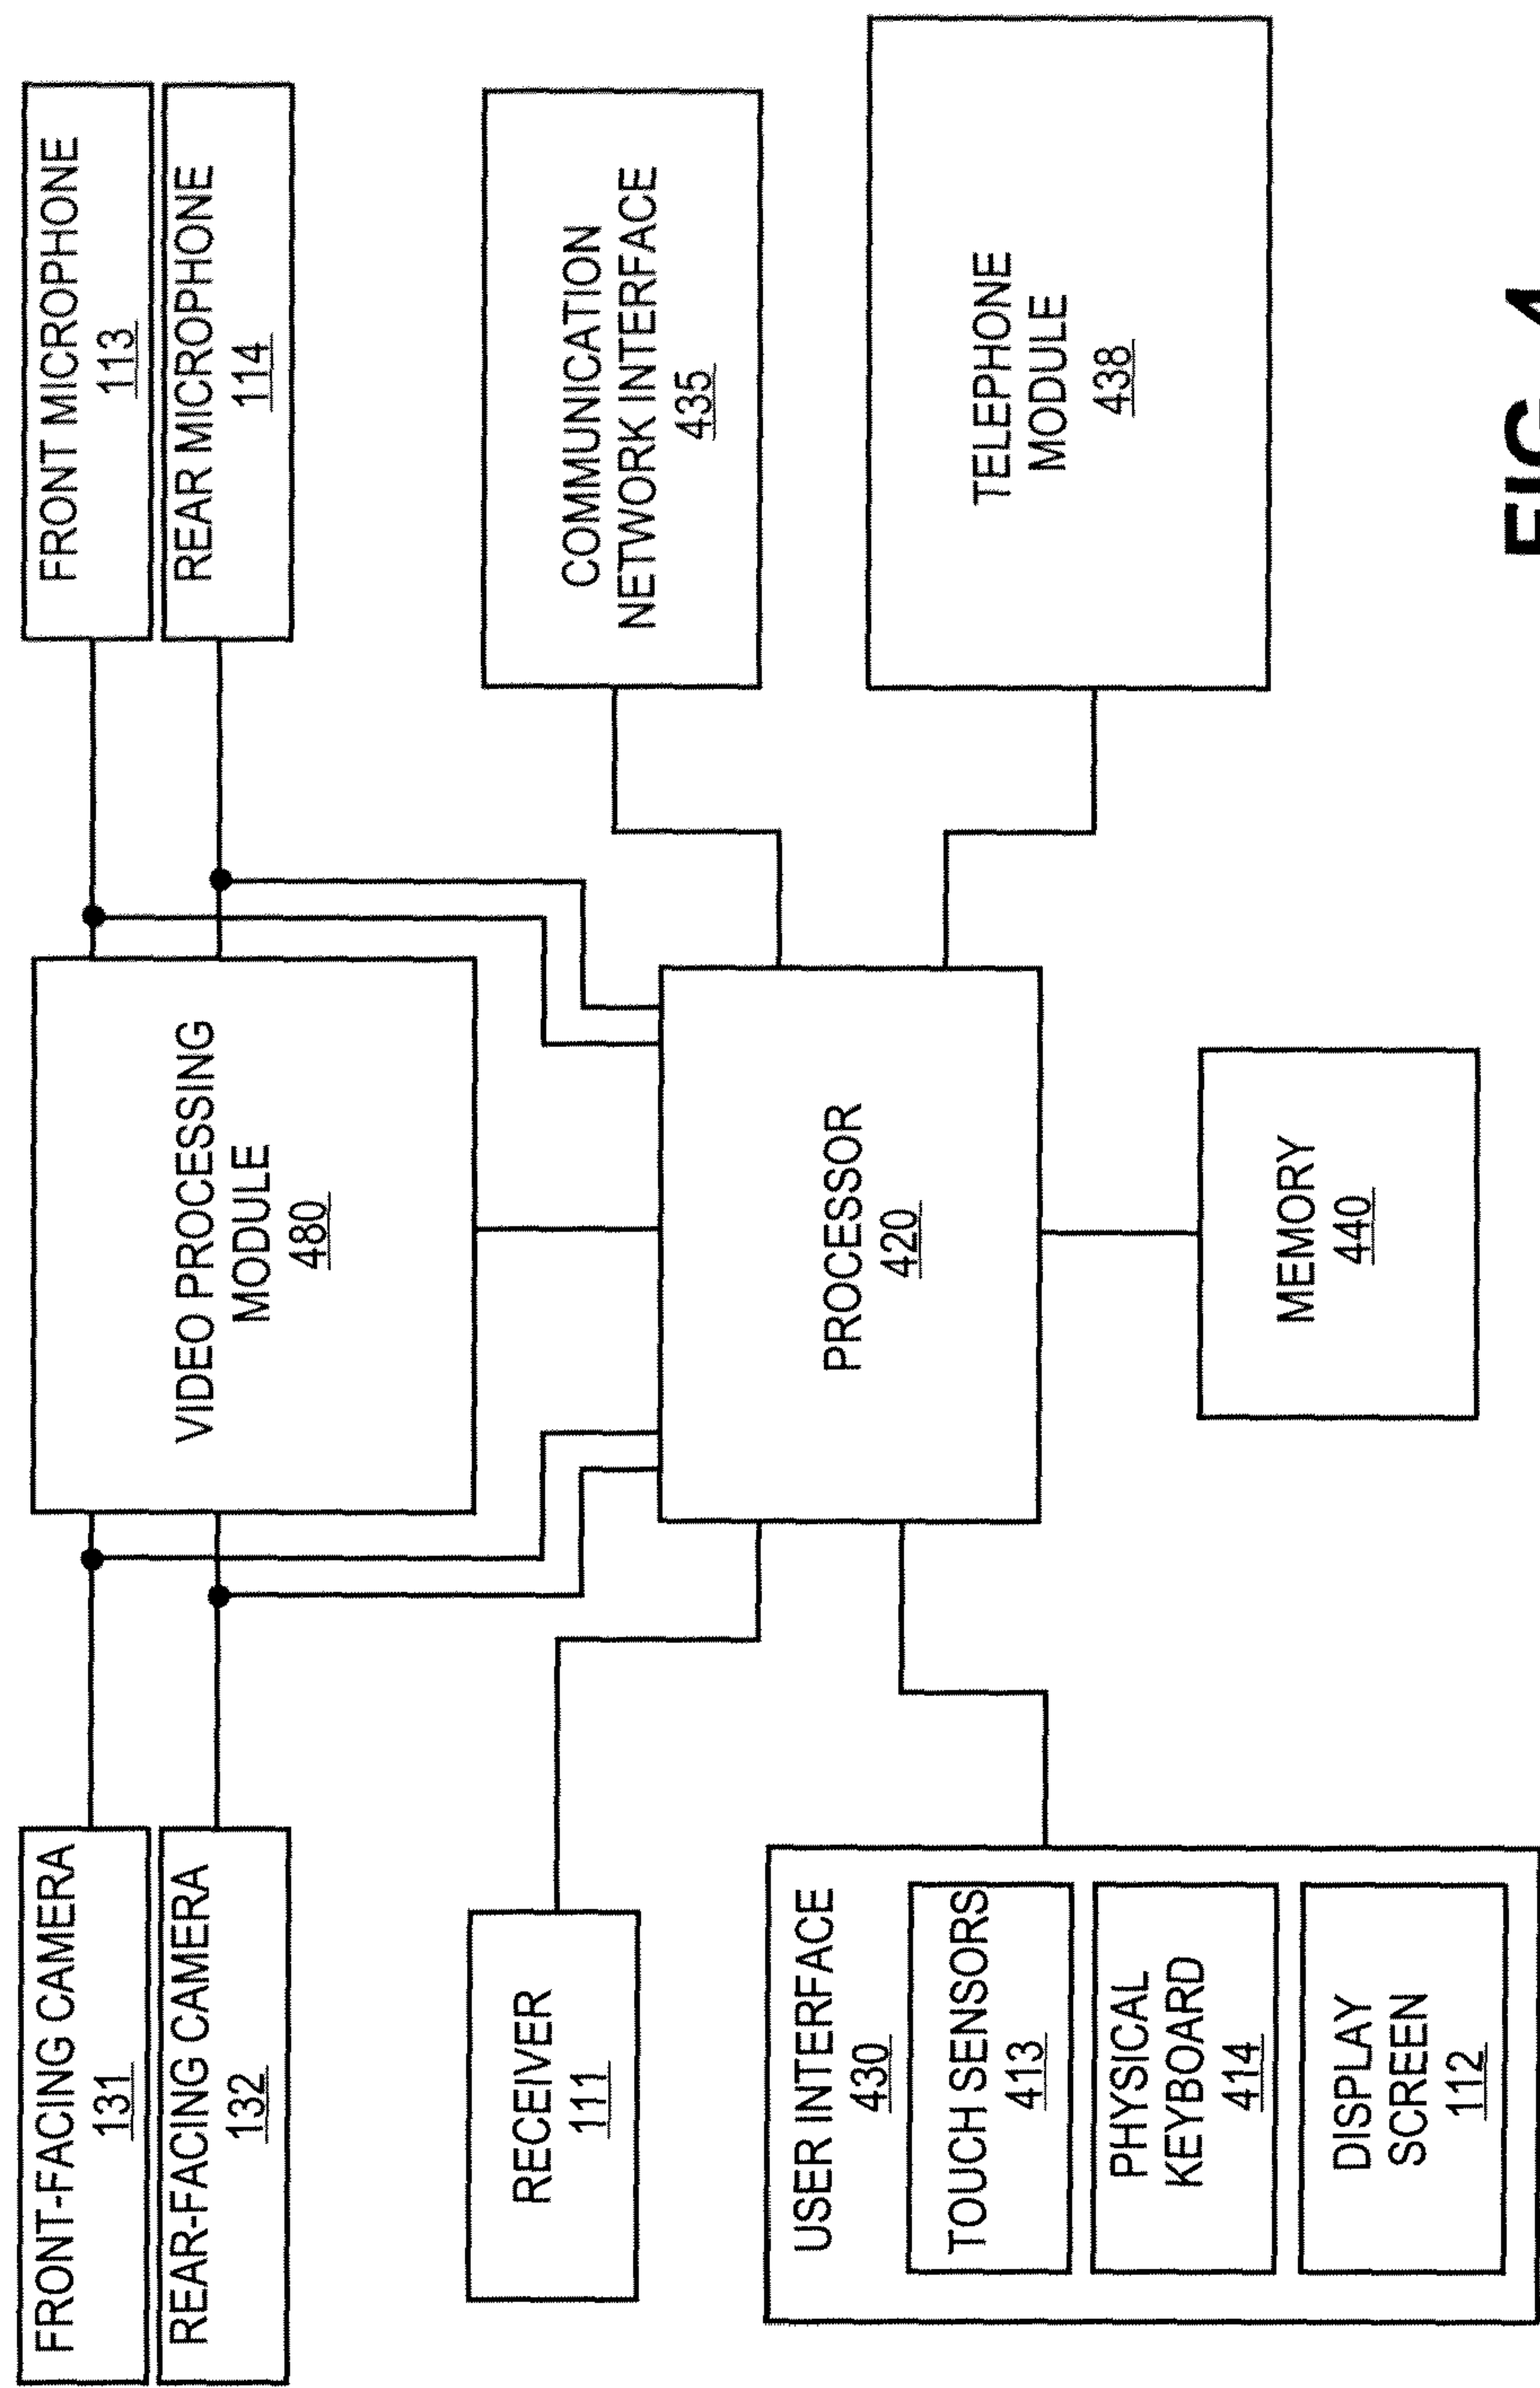 FRONT-FACING CAMERA
131
REAR-FACING CAMERA
132
VIDEO PROCESSING
MODULE
480
FRONT MICROPHONE
113
REAR MICROPHONE
114
RECEIVER
111
PROCESSOR
420
COMMUNICATION
NETWORK INTERFACE
435
USER INTERFACE
430
TOUCH SENSORS
413
PHYSICAL
KEYBOARD
414
DISPLAY
SCREEN
112
MEMORY
440
TELEPHONE
MODULE
438
FIG. 4